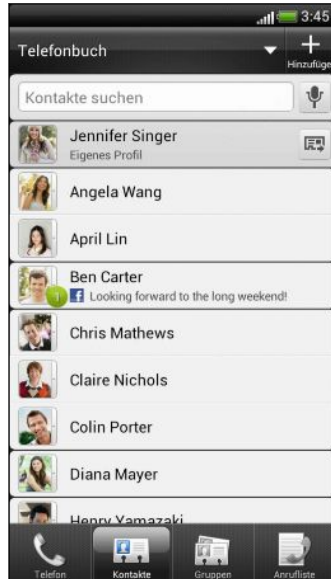 3:45
Telefonbuch
Hinzufüge
Kontakte suchen
Jennifer Singer
Eigenes Profil
Angela Wang
April Lin
Ben Carter
1
f Looking forward to the long weekend!
Chris Mathews
Claire Nichols
Colin Porter
Diana Mayer
Henry Yamazaki
Telefon
Kontakte
Gruppen
Anrufliste